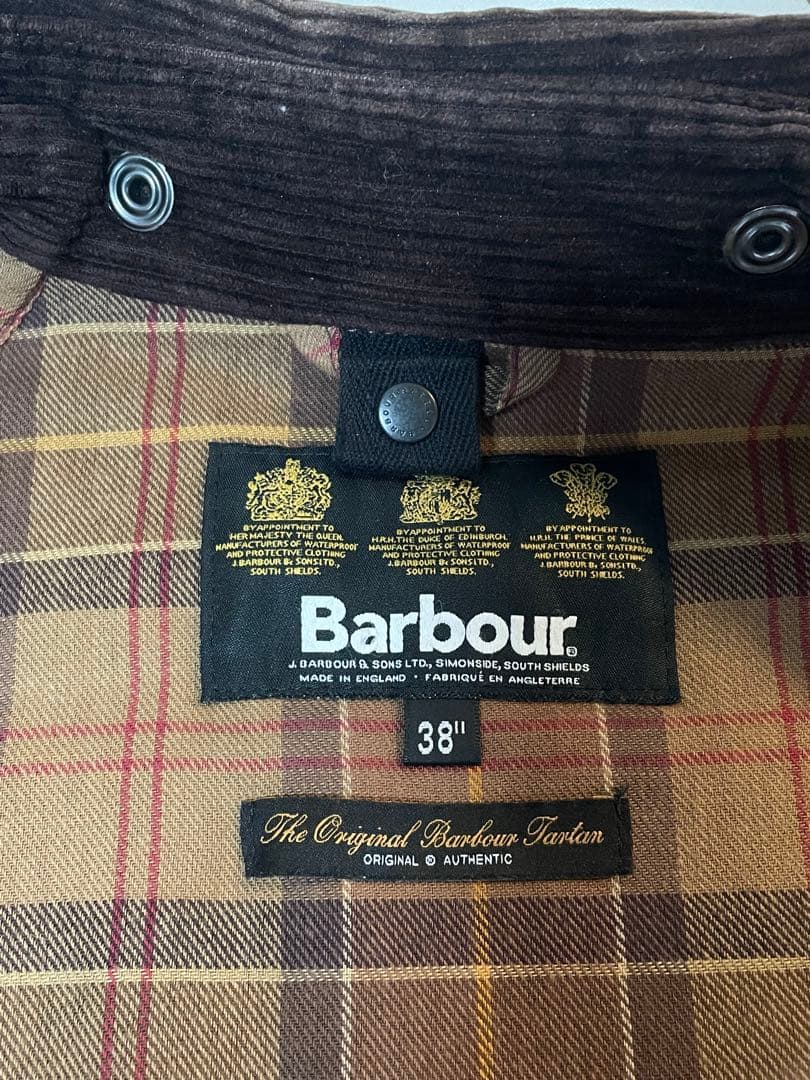 BARBOUR
BY APPOINTMENT TO
HER MAJESTY THE QUEEN
MANUFACTURERS OF WATERPROOF
AND PROTECTIVE CLOTHING
J.BARBOUR & SONS LTD,
SOUTH SHIELDS.
BY APPOINTMENT TO
H.R.H. THE DUKE OF EDINBURGH,
MANUFACTURERS OF WATERPROOF
AND PROTECTIVE CLOTHING
J.BARBOUR & SONS LTD,
SOUTH SHIELDS.
BY APPOINTMENT TO
H.R.H. THE PRINCE OF WALES
MANUFACTURERS OF WATERPROOF
AND PROTECTIVE CLOTHING
J.BARBOUR & SONS LTD,
SOUTH SHIELDS.
Barbour®
J. BARBOUR & SONS LTD., SIMONSIDE, SOUTH SHIELDS
MADE IN ENGLAND · FABRIQUÉ EN ANGLETERRE
38"
The Original Barbour Tartan
ORIGINAL ® AUTHENTIC